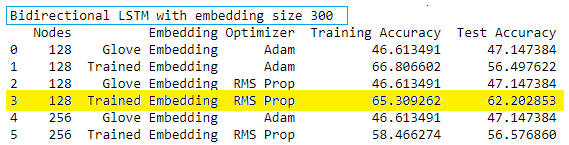 Bidirectional LSTM with embedding size 300
Nodes Embedding Optimizer Training Accuracy Test Accuracy
0 128 Glove Embedding Adam 46.613491 47.147384
1 128 Trained Embedding Adam 66.806602 56.497622
2 128 Glove Embedding RMS Prop 46.613491 47.147384
3 128 Trained Embedding RMS Prop 65.309262 62.202853
4 256 Glove Embedding Adam 46.613491 47.147384
5 256 Trained Embedding RMS Prop 58.466274 56.576860